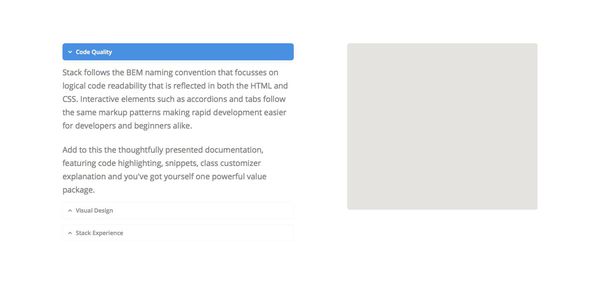 Code Quality
Stack follows the BEM naming convention that focusses on
logical code readability that is reflected in both the HTML and
CSS. Interactive elements such as accordions and tabs follow
the same markup patterns making rapid development easier
for developers and beginners alike.
Add to this the thoughtfully presented documentation,
featuring code highlighting, snippets, class customizer
explanation and you've got yourself one powerful value
package.
Visual Design
Stack Experience